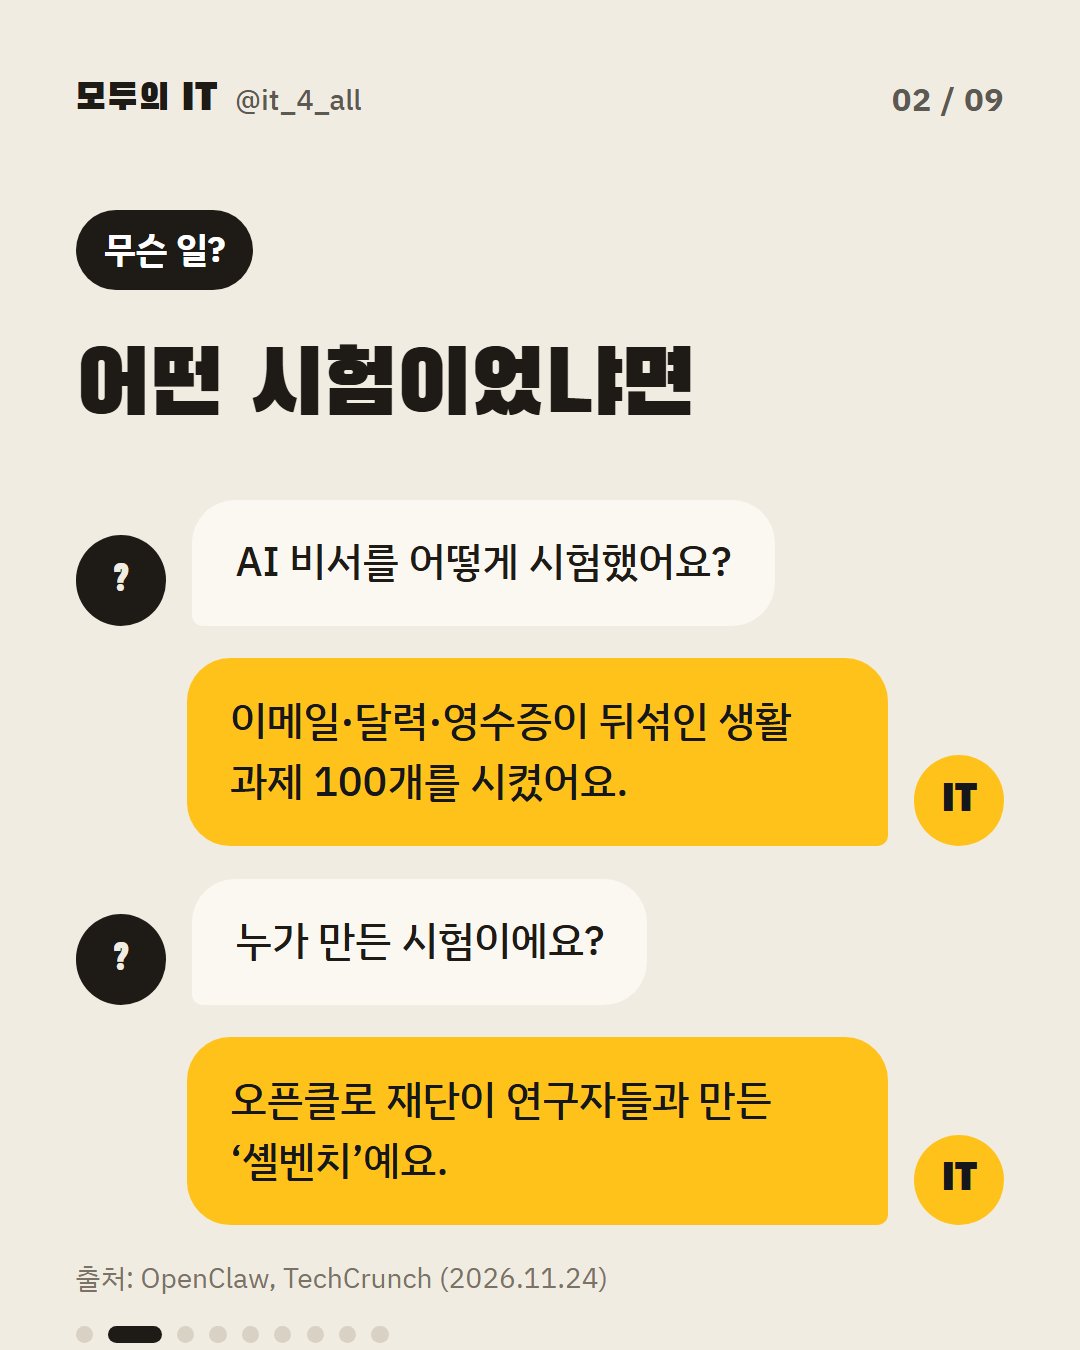 모두의 IT @it_4_all
02 / 09
무슨 일?
어떤 시험이었냐면
?
AI 비서를 어떻게 시험했어요?
이메일·달력·영수증이 뒤섞인 생활
과제 100개를 시켰어요.
IT
?
누가 만든 시험이에요?
오픈클로 재단이 연구자들과 만든
‘셸벤치’예요.
IT
출처: OpenClaw, TechCrunch (2026.11.24)